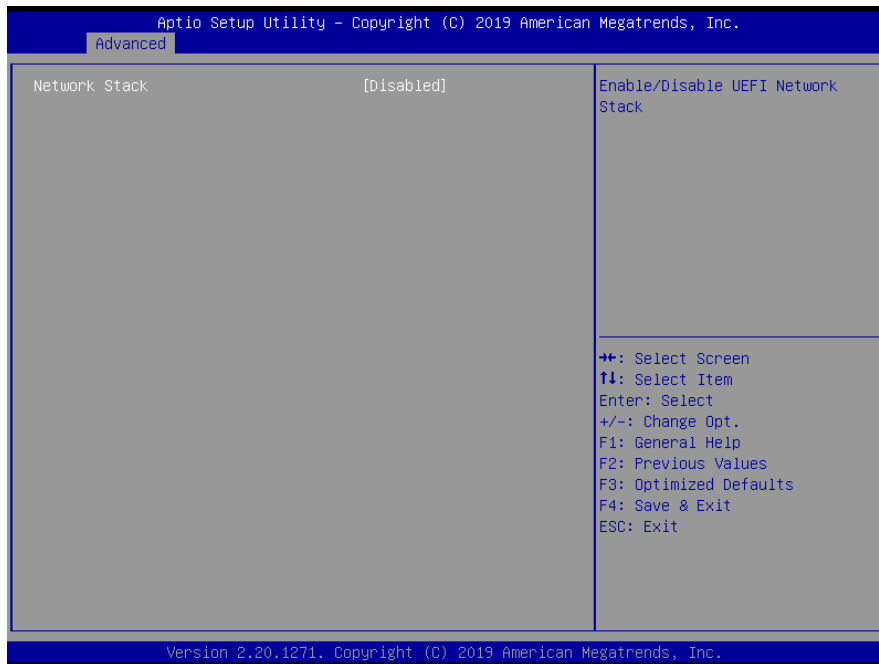 Aptio Setup Utility – Copyright (C) 2019 American Megatrends, Inc.
Advanced
Network Stack [Disabled]
Enable/Disable UEFI Network
Stack
→←: Select Screen
↑↓: Select Item
Enter: Select
+/-: Change Opt.
F1: General Help
F2: Previous Values
F3: Optimized Defaults
F4: Save & Exit
ESC: Exit
Version 2.20.1271. Copyright (C) 2019 American Megatrends, Inc.